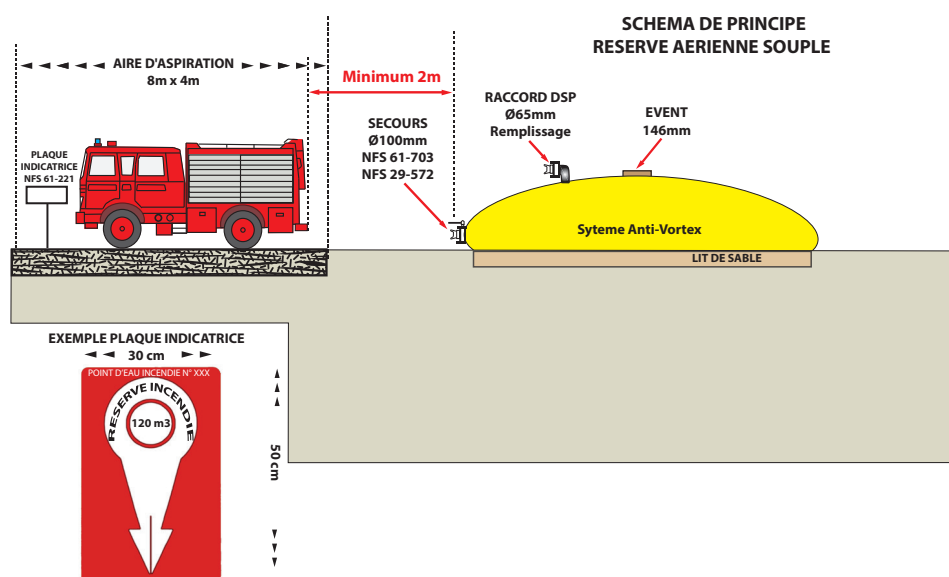 SCHEMA DE PRINCIPE
RESERVE AERIENNE SOUPLE
AIRE D'ASPIRATION
8m x 4m
Minimum 2m
SECOURS
Ø100mm
NFS 61-703
NFS 29-572
RACCORD DSP
Ø65mm
Remplissage
EVENT
146mm
PLAQUE
INDICATRICE
NFS 61-221
Syteme Anti-Vortex
LIT DE SABLE
EXEMPLE PLAQUE INDICATRICE
30 cm
POINT D'EAU INCENDIE N° XXX
RESERVE INCENDIE
120 m3
50 cm